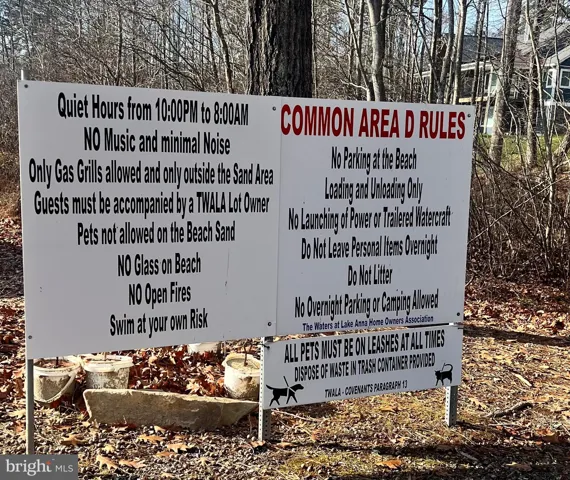 Quiet Hours from 10:00PM to 8:00AM
NO Music and minimal Noise
Only Gas Grills allowed and only outside the Sand Area
Guests must be accompanied by a TWALA Lot Owner
Pets not allowed on the Beach Sand
NO Glass on Beach
NO Open Fires
Swim at your own Risk
COMMON AREA D RULES
No Parking at the Beach
Loading and Unloading Only
No Launching of Power or Trailered Watercraft
Do Not Leave Personal Items Overnight
Do Not Litter
No Overnight Parking or Camping Allowed
The Waters at Lake Anna Home Owners Association
ALL PETS MUST BE ON LEASHES AT ALL TIMES
DISPOSE OF WASTE IN TRASH CONTAINER PROVIDED
TWALA - COVENANTS PARAGRAPH 13
bright MLS